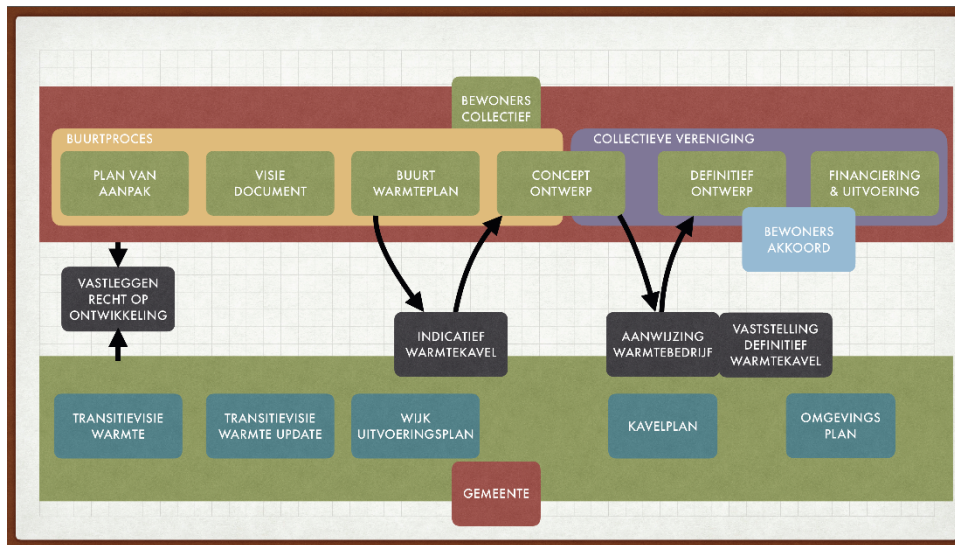 BEWONERS
COLLECTIEF
BUURTPROCES
COLLECTIEVE VERENIGING
PLAN VAN
AANPAK
VISIE
DOCUMENT
BUURT
WARMTEPLAN
CONCEPT
ONTWERP
DEFINITIEF
ONTWERP
FINANCIERING
& UITVOERING
BEWONERS
AKKOORD
VASTLEGGEN
RECHT OP
ONTWIKKELING
INDICATIEF
WARMTEKAVEL
AANWIJZING
WARMTEBEDRIJF
VASTSTELLING
DEFINITIEF
WARMTEKAVEL
TRANSITIEVISIE
WARMTE
TRANSITIEVISIE
WARMTE UPDATE
WIJK
UITVOERINGSPLAN
KAVELPLAN
OMGEVINGS
PLAN
GEMEENTE